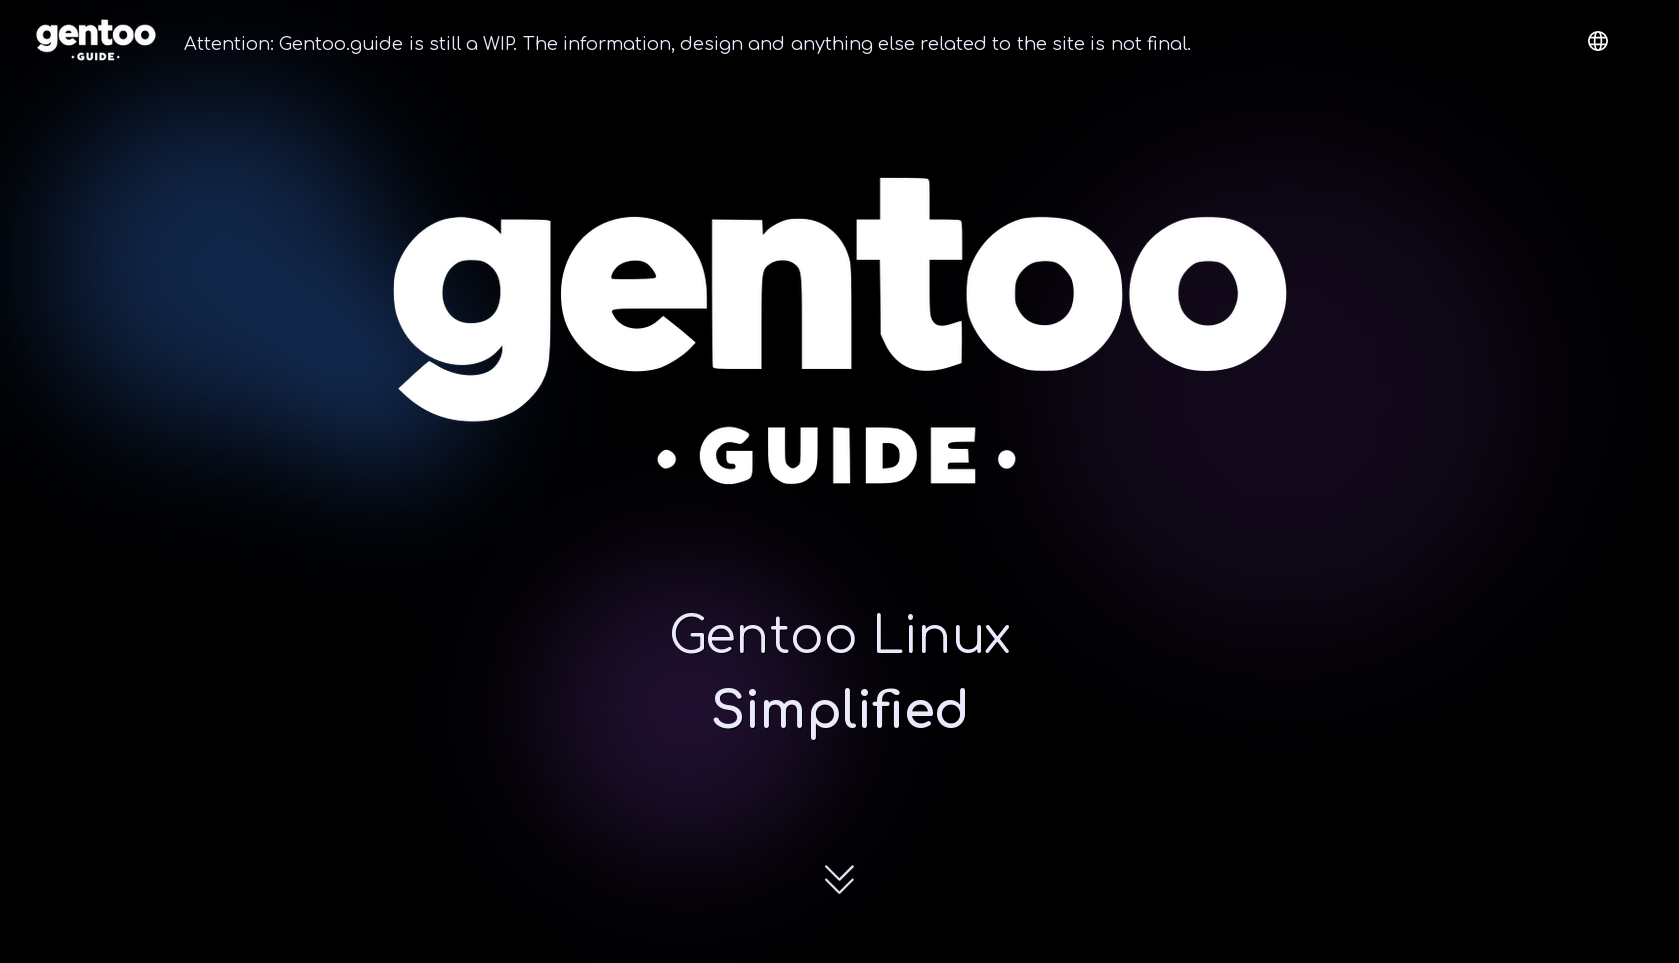 gentoo
• GUIDE •
Attention: Gentoo.guide is still a WIP. The information, design and anything else related to the site is not final.
gentoo
• GUIDE •
Gentoo Linux
Simplified